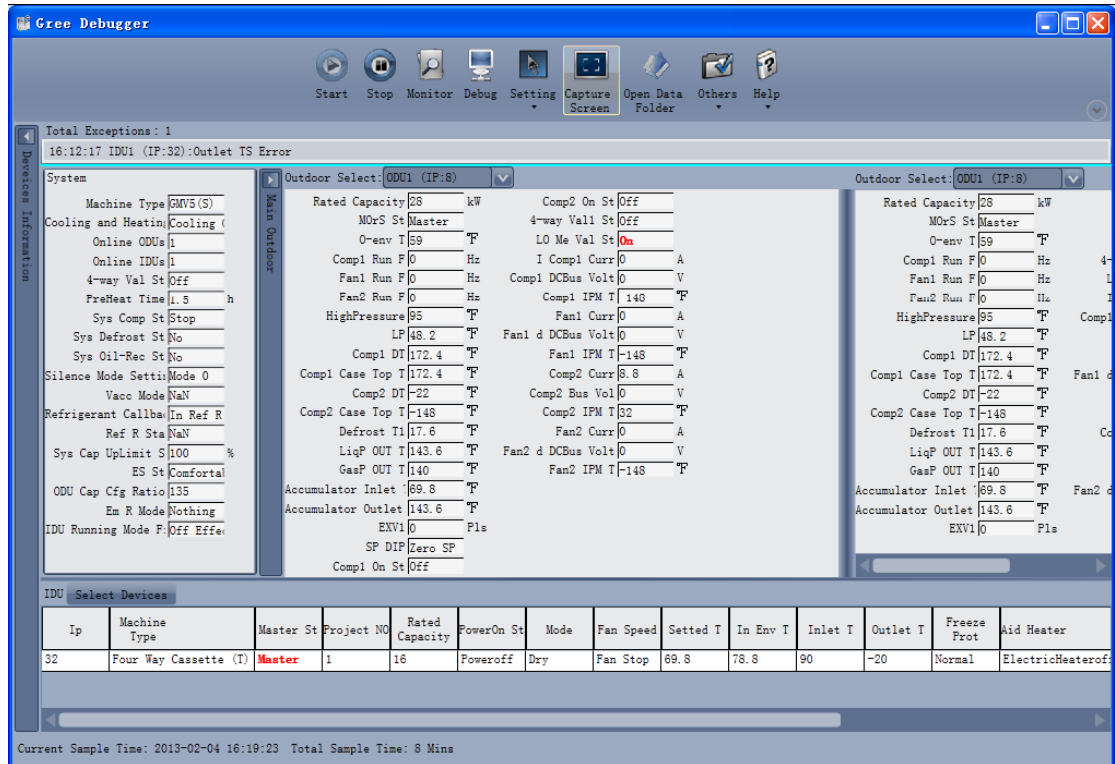 Gree Debugger
Start Stop Monitor Debug Setting Capture Screen Open Data Folder Others Help
Total Exceptions: 1
16:12:17 IDU1 (IP:32):Outlet TS Error
Deveices Information
System
Machine Type GMV5(S)
Cooling and Heating Cooling (
Online ODUs 1
Online IDUs 1
4-way Val St Off
PreHeat Time 1.5 h
Sys Comp St Stop
Sys Defrost St No
Sys Oil-Rec St No
Silence Mode Setti: Mode 0
Vacc Mode NaN
Refrigerant Callba( In Ref R
Ref R Sta NaN
Sys Cap UpLimit S 100 %
ES St Comfortal
ODU Cap Cfg Ratio 135
Em R Mode Nothing
IDU Running Mode F: Off Effe
Main Outdoor
Outdoor Select: ODU1 (IP:8)
Rated Capacity 28 kW
MOrS St Master
O-env T 59 °F
Comp1 Run F 0 Hz
Fan1 Run F 0 Hz
Fan2 Run F 0 Hz
HighPressure 95 °F
LP 48.2 °F
Comp1 DT 172.4 °F
Comp1 Case Top T 172.4 °F
Comp2 DT -22 °F
Comp2 Case Top T -148 °F
Defrost T1 17.6 °F
LiqP OUT T 143.6 °F
GasP OUT T 140 °F
Accumulator Inlet 69.8 °F
Accumulator Outlet 143.6 °F
EXV1 0 Pls
SP DIP Zero SP
Comp1 On St Off
Comp2 On St Off
4-way Val1 St Off
LO Me Val St On
I Comp1 Curr 0 A
Comp1 DCBus Volt 0 V
Comp1 IPM T 148 °F
Fan1 Curr 0 A
Fan1 d DCBus Volt 0 V
Fan1 IPM T -148 °F
Comp2 Curr 8.8 A
Comp2 Bus Vol 0 V
Comp2 IPM T 32 °F
Fan2 Curr 0 A
Fan2 d DCBus Volt 0 V
Fan2 IPM T -148 °F
Outdoor Select: ODU1 (IP:8)
Rated Capacity 28 kW
MOrS St Master
O-env T 59 °F
Comp1 Run F 0 Hz 4-
Fan1 Run F 0 Hz L
Fan2 Run F 0 Hz I
HighPressure 95 °F Comp1
LP 48.2 °F
Comp1 DT 172.4 °F
Comp1 Case Top T 172.4 °F Fan1 d
Comp2 DT -22 °F
Comp2 Case Top T -148 °F
Defrost T1 17.6 °F Co
LiqP OUT T 143.6 °F
GasP OUT T 140 °F
Accumulator Inlet 69.8 °F Fan2 d
Accumulator Outlet 143.6 °F
EXV1 0 Pls
IDU Select Devices
Ip Machine Type Master St Project NO Rated Capacity PowerOn St Mode Fan Speed Setted T In Env T Inlet T Outlet T Freeze Prot Aid Heater
32 Four Way Cassette (T) Master 1 16 Poweroff Dry Fan Stop 69.8 78.8 90 -20 Normal ElectricHeaterof:
Current Sample Time: 2013-02-04 16:19:23 Total Sample Time: 8 Mins